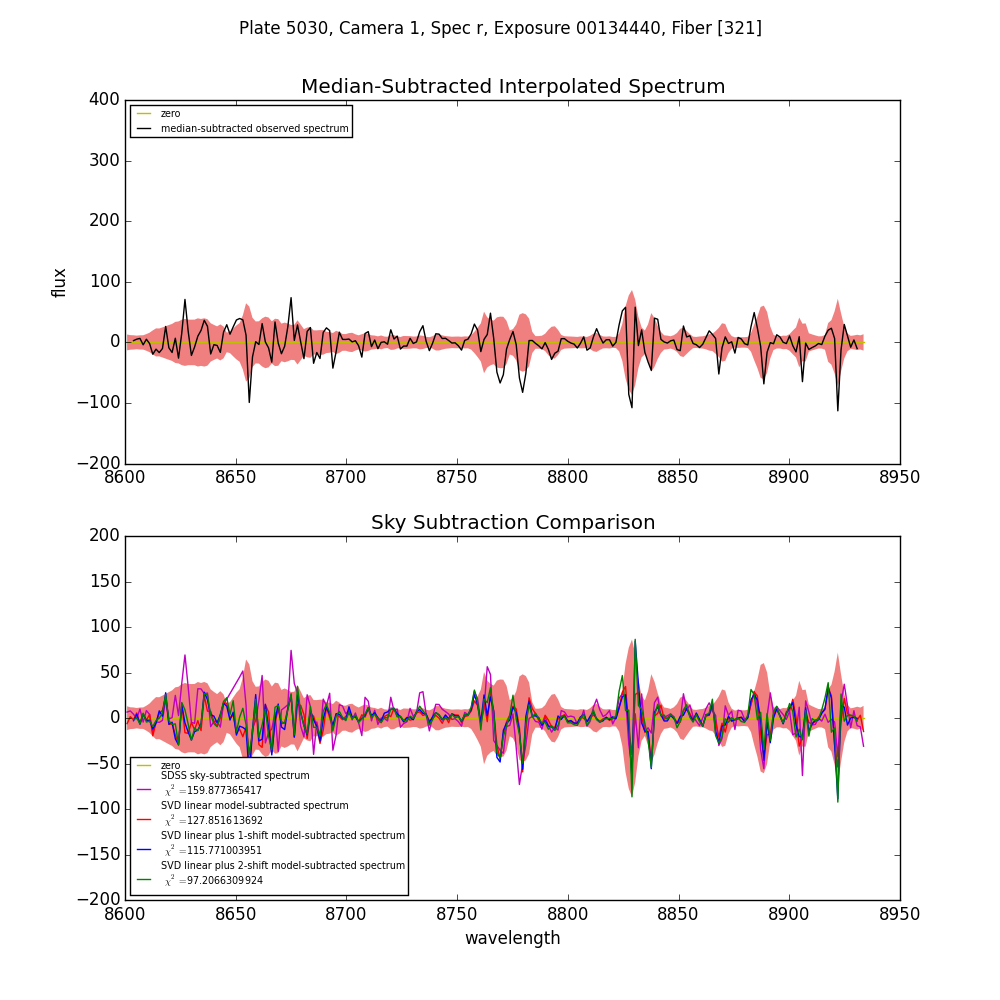 Plate 5030, Camera 1, Spec r, Exposure 00134440, Fiber [321]
Median-Subtracted Interpolated Spectrum
zero
median-subtracted observed spectrum
400
300
200
100
0
−100
−200
flux
8600 8650 8700 8750 8800 8850 8900 8950
Sky Subtraction Comparison
200
150
100
50
0
−50
−100
−150
−200
zero
SDSS sky-subtracted spectrum
χ² =159.877365417
SVD linear model-subtracted spectrum
χ² =127.851613692
SVD linear plus 1-shift model-subtracted spectrum
χ² =115.771003951
SVD linear plus 2-shift model-subtracted spectrum
χ² =97.2066309924
8600 8650 8700 8750 8800 8850 8900 8950
wavelength